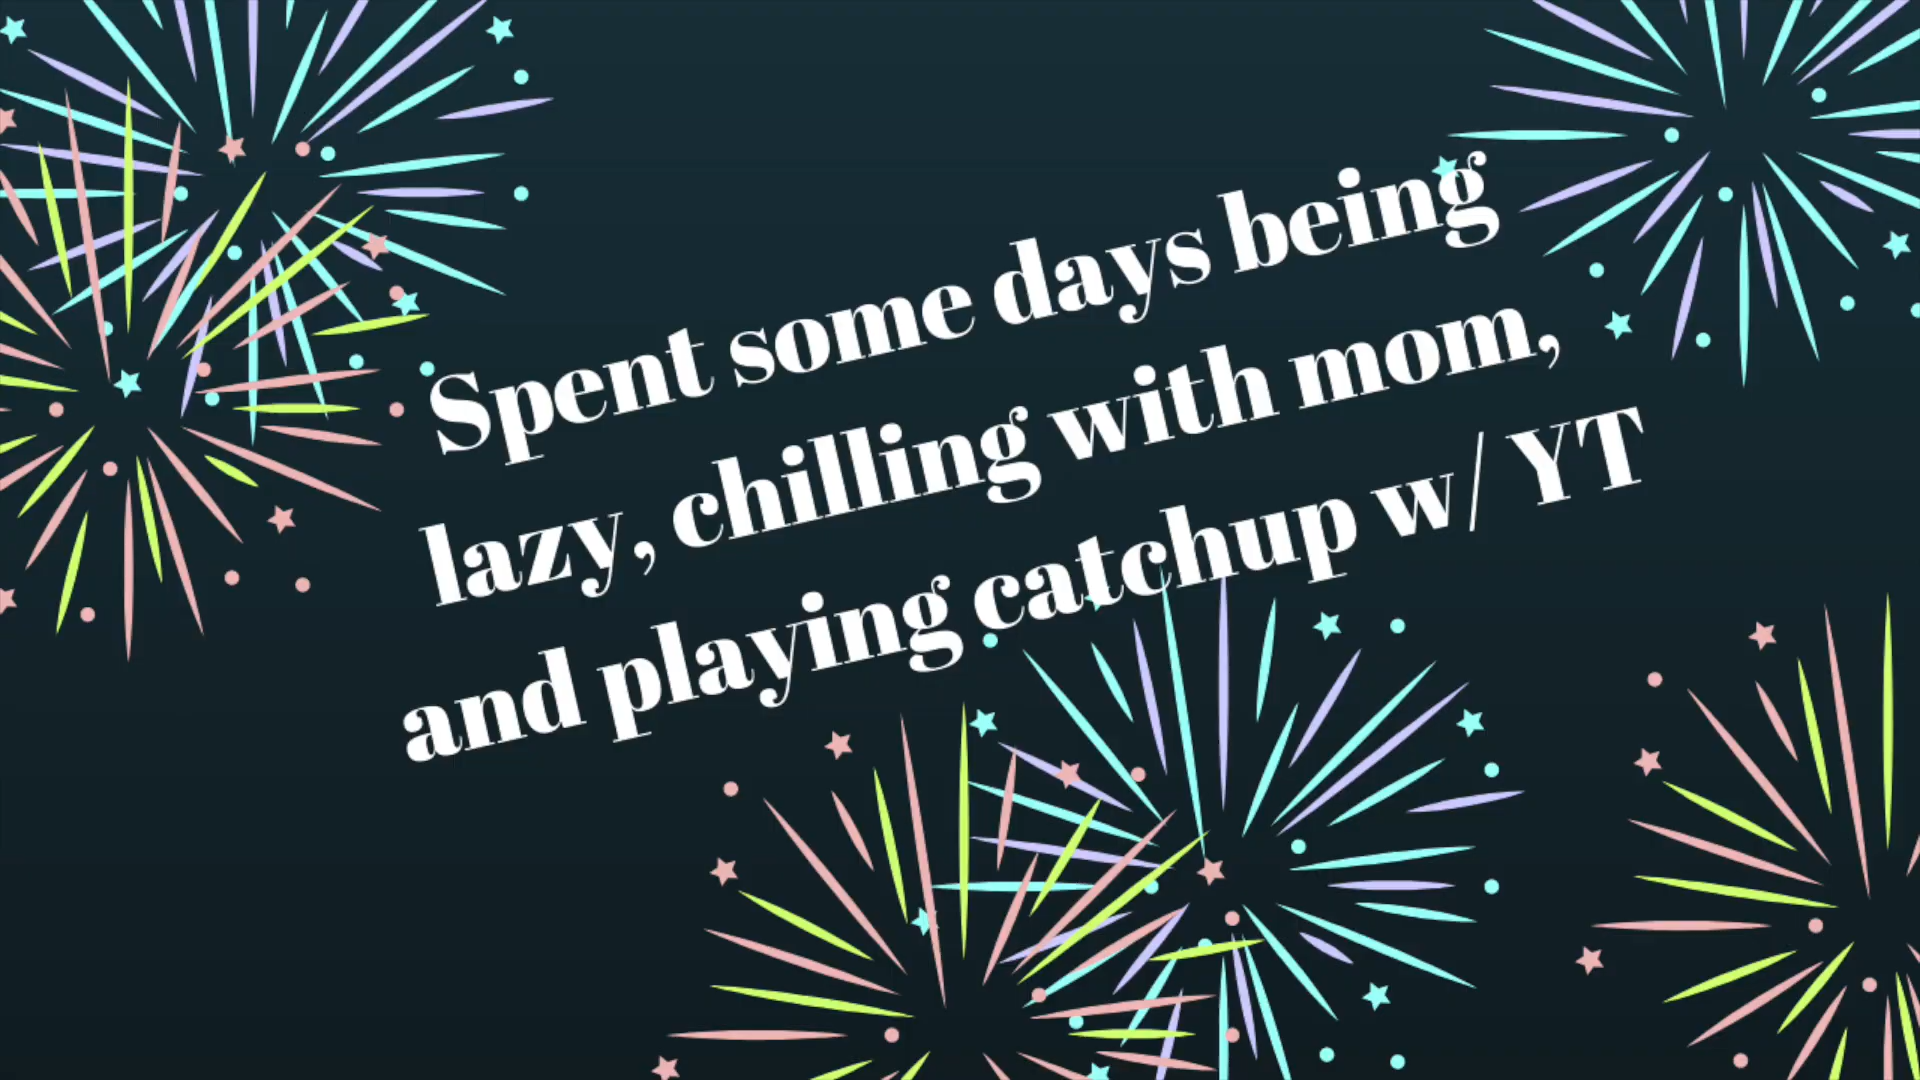 Spent some days being
lazy, chilling with mom,
and playing catchup w/ YT